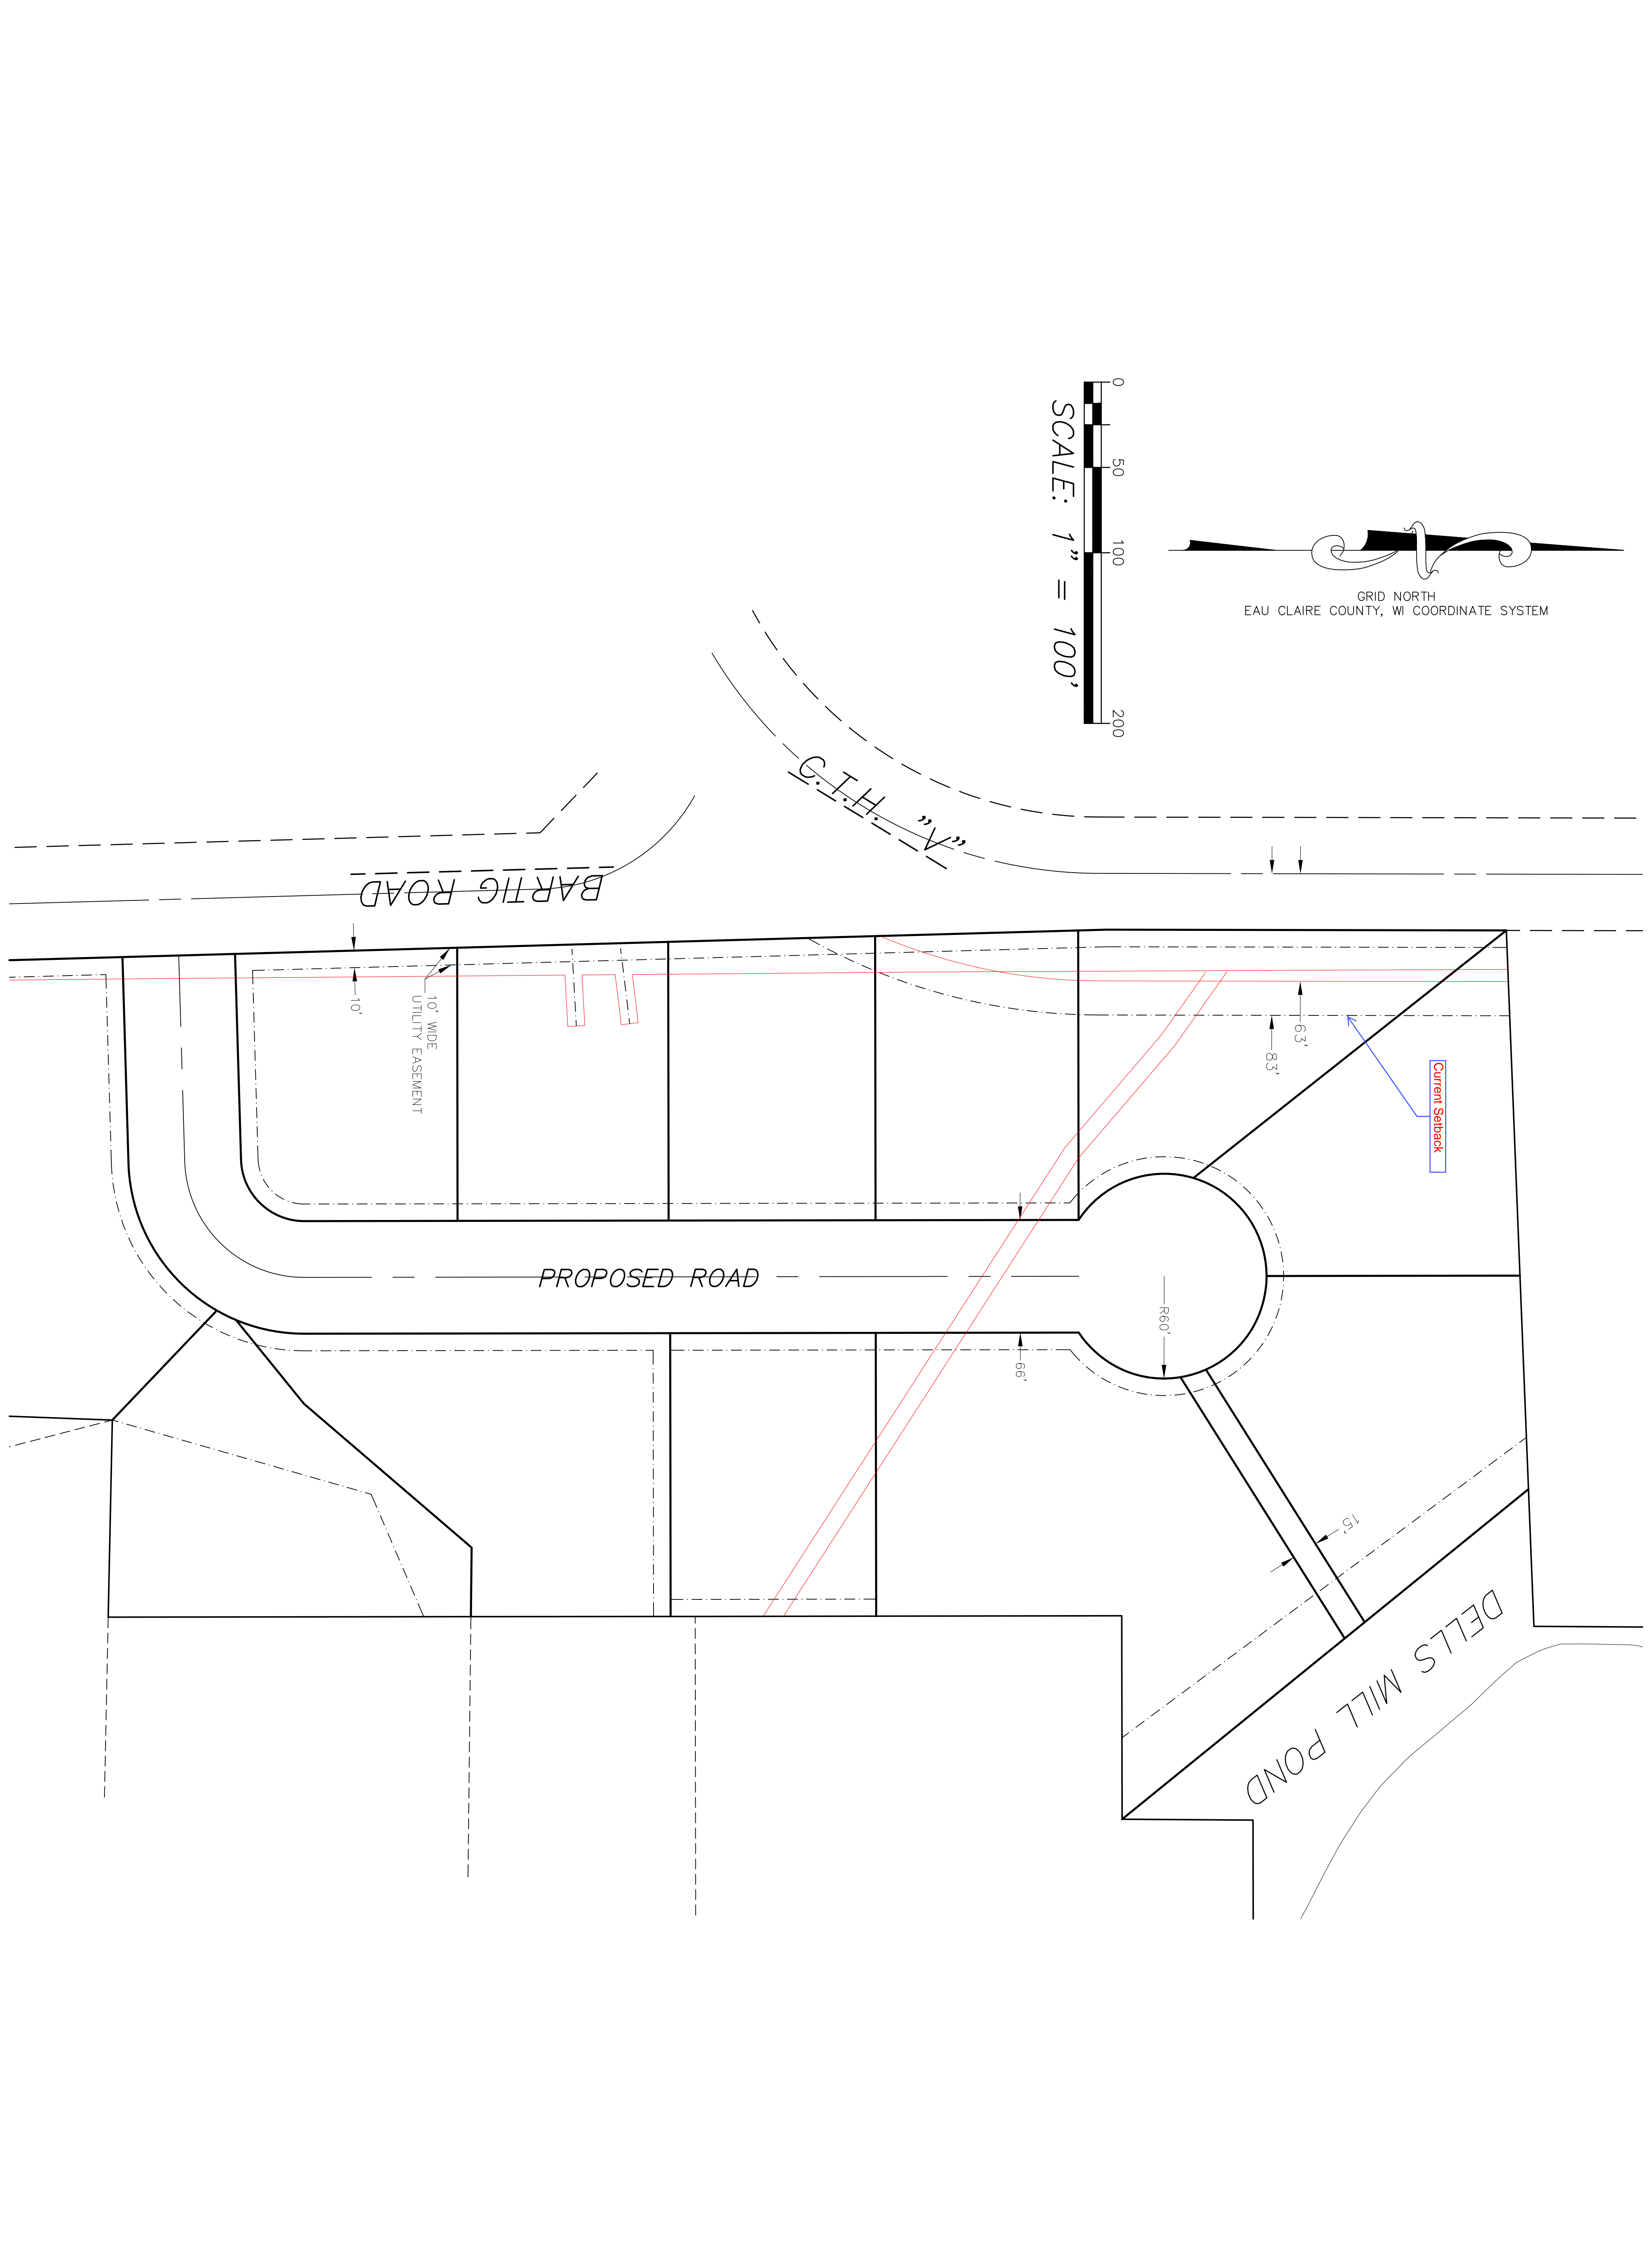 GRID NORTH
EAU CLAIRE COUNTY, WI COORDINATE SYSTEM
0
50
100
200
SCALE: 1" = 100'
C.T.H. "V"
BARTIG ROAD
10'
10' WIDE
UTILITY EASEMENT
63'
83'
Current Setback
PROPOSED ROAD
R60'
66'
15'
DELLS MILL POND